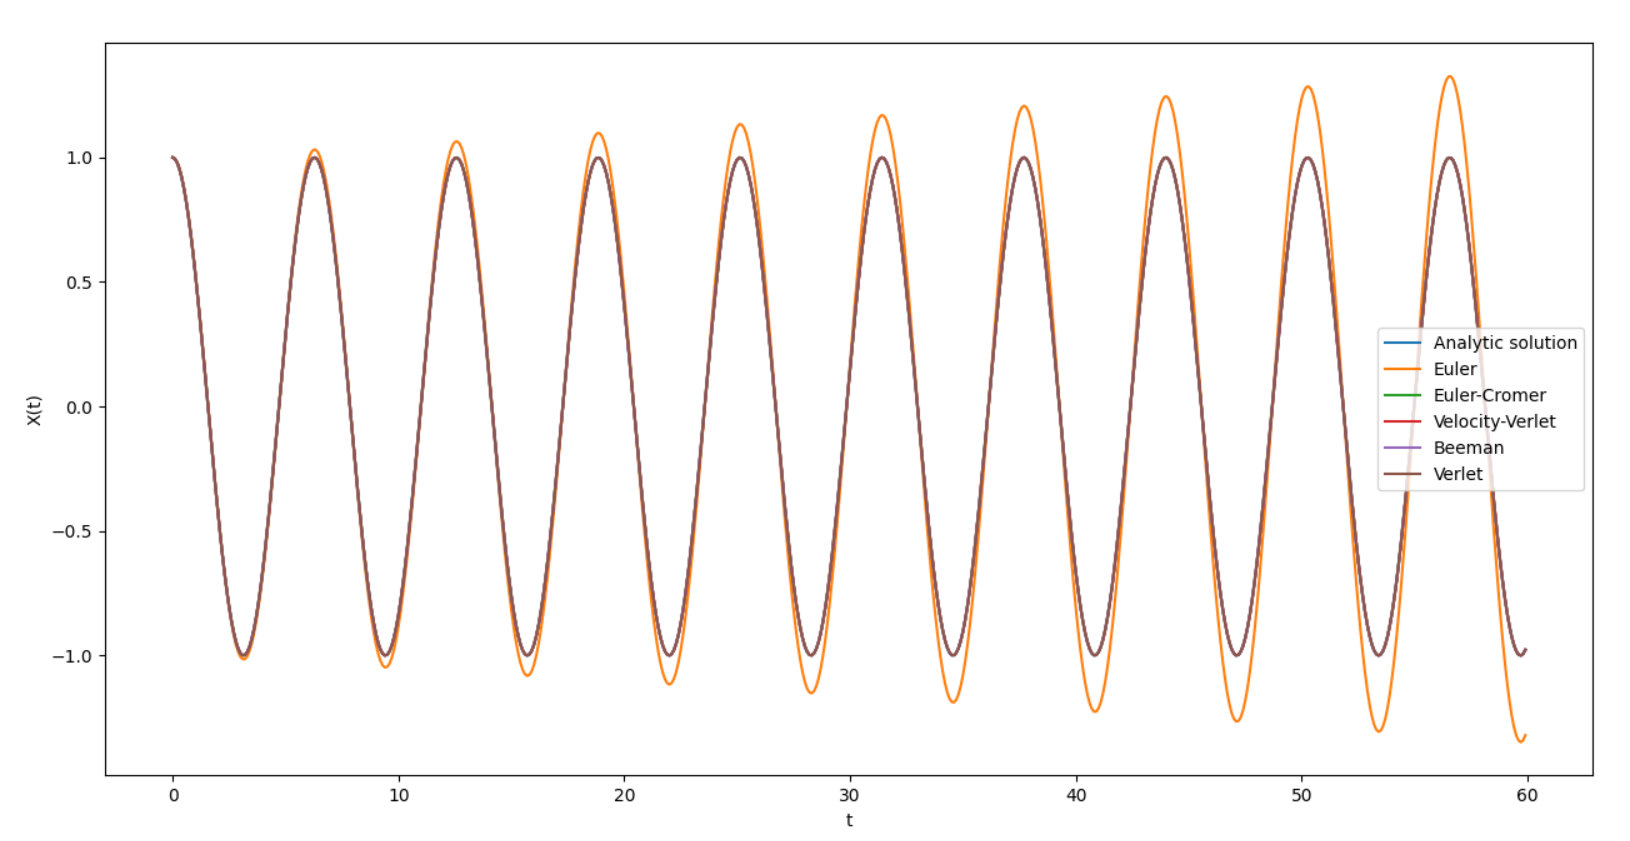 1.0
0.5
0.0
−0.5
−1.0
X(t)
Analytic solution
Euler
Euler-Cromer
Velocity-Verlet
Beeman
Verlet
0 10 20 30 40 50 60
t